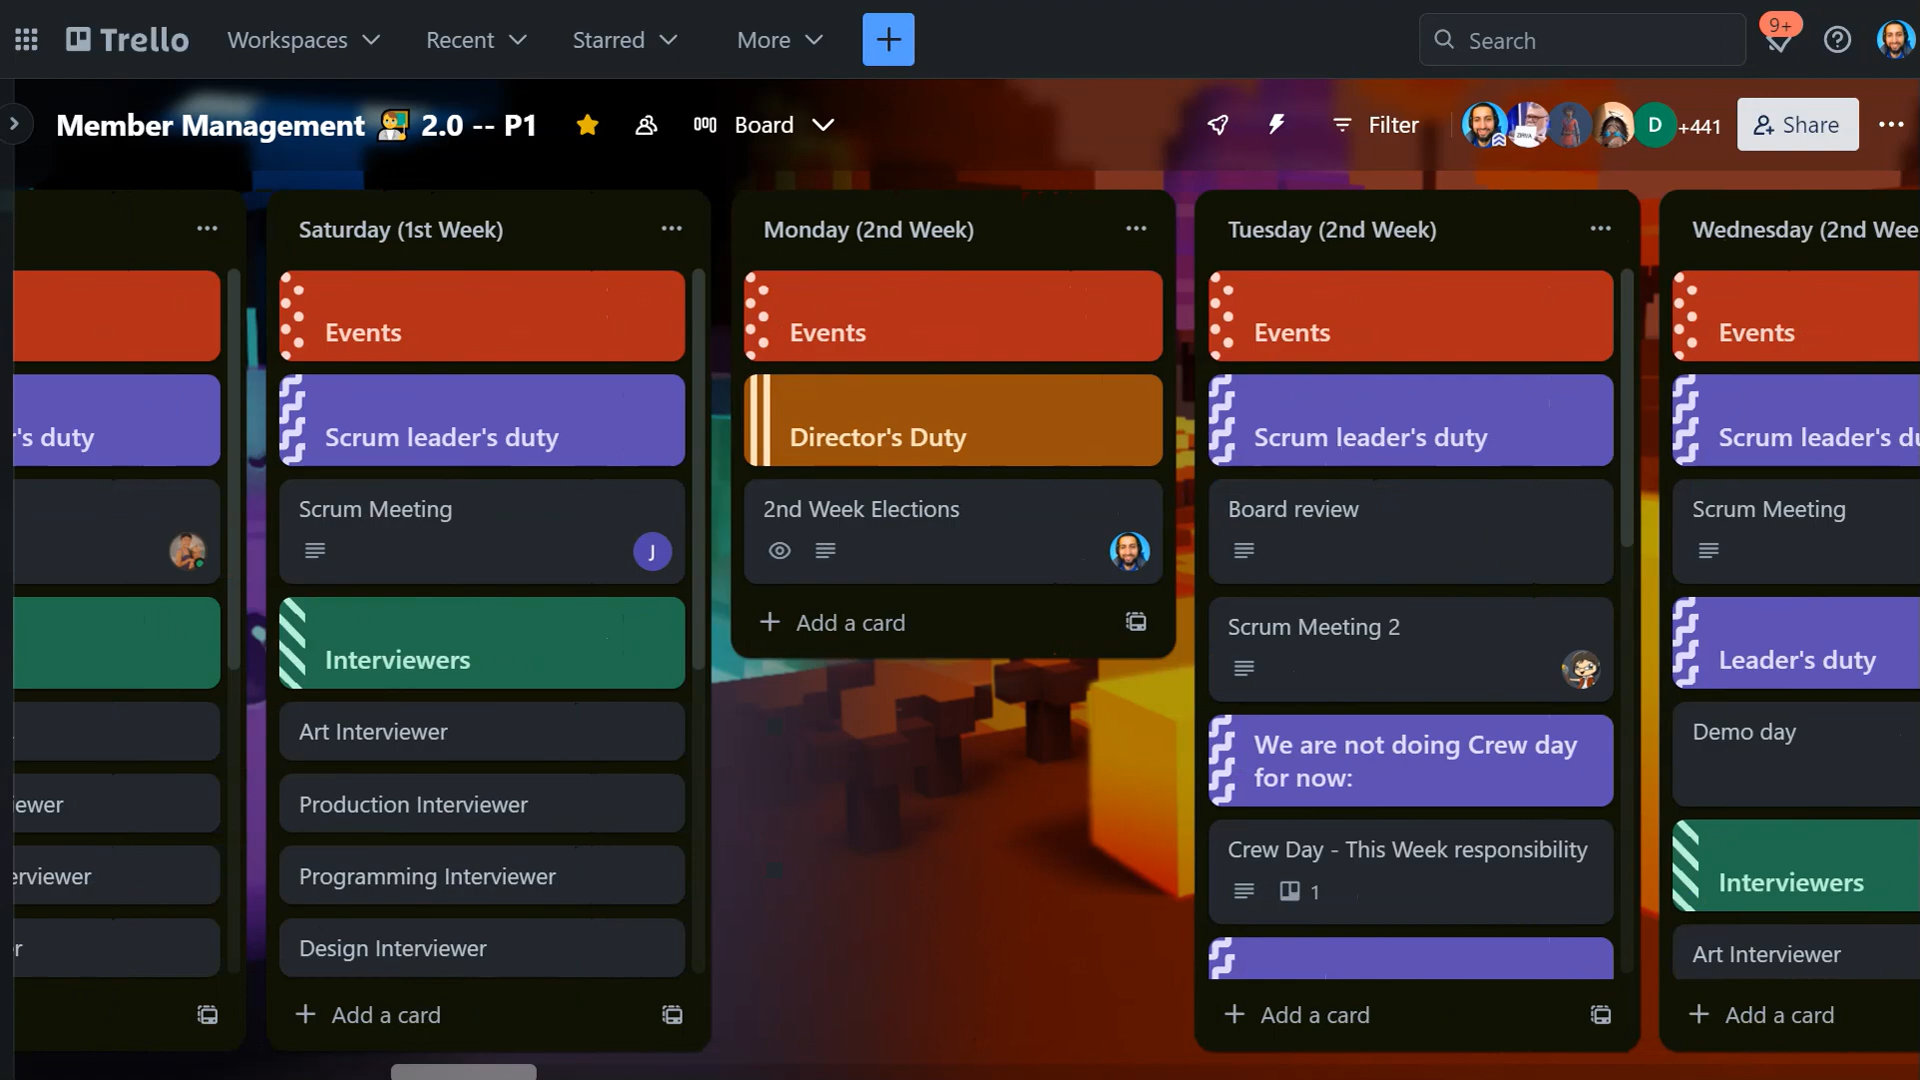 Trello
Workspaces
Recent
Starred
More
Search
9+
Member Management 2.0 -- P1
Board
Filter
D
+441
Share
's duty
Saturday (1st Week)
Events
Scrum leader's duty
Scrum Meeting
J
Interviewers
Art Interviewer
Production Interviewer
Programming Interviewer
Design Interviewer
Add a card
Monday (2nd Week)
Events
Director's Duty
2nd Week Elections
Add a card
Tuesday (2nd Week)
Events
Scrum leader's duty
Board review
Scrum Meeting 2
We are not doing Crew day
for now:
Crew Day - This Week responsibility
1
Add a card
Wednesday (2nd Wee
Events
Scrum leader's du
Scrum Meeting
Leader's duty
Demo day
Interviewers
Art Interviewer
Add a card